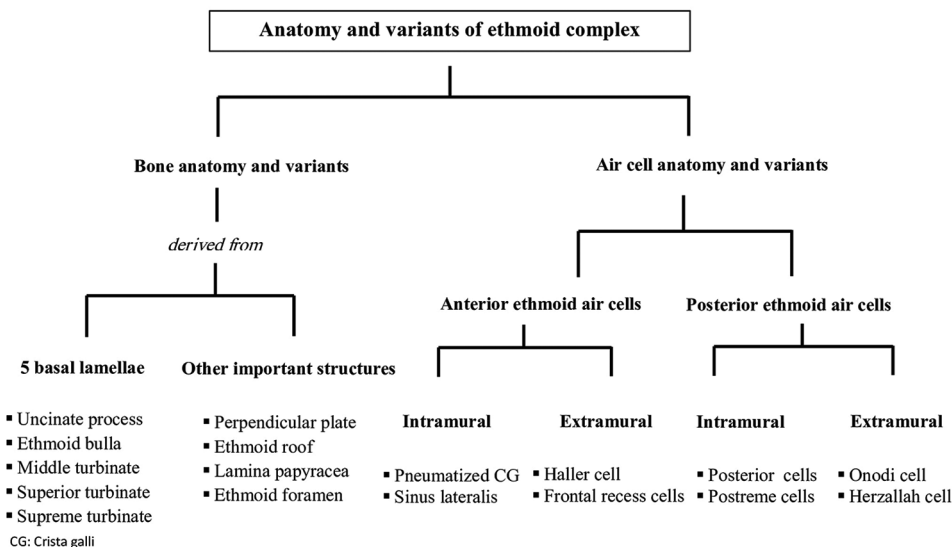 Anatomy and variants of ethmoid complex
Bone anatomy and variants
Air cell anatomy and variants
derived from
Anterior ethmoid air cells
Posterior ethmoid air cells
5 basal lamellae
Other important structures
▪ Uncinate process
▪ Ethmoid bulla
▪ Middle turbinate
▪ Superior turbinate
▪ Supreme turbinate
▪ Perpendicular plate
▪ Ethmoid roof
▪ Lamina papyracea
▪ Ethmoid foramen
Intramural
▪ Pneumatized CG
▪ Sinus lateralis
Extramural
▪ Haller cell
▪ Frontal recess cells
Intramural
▪ Posterior cells
▪ Postreme cells
Extramural
▪ Onodi cell
▪ Herzallah cell
CG: Crista galli